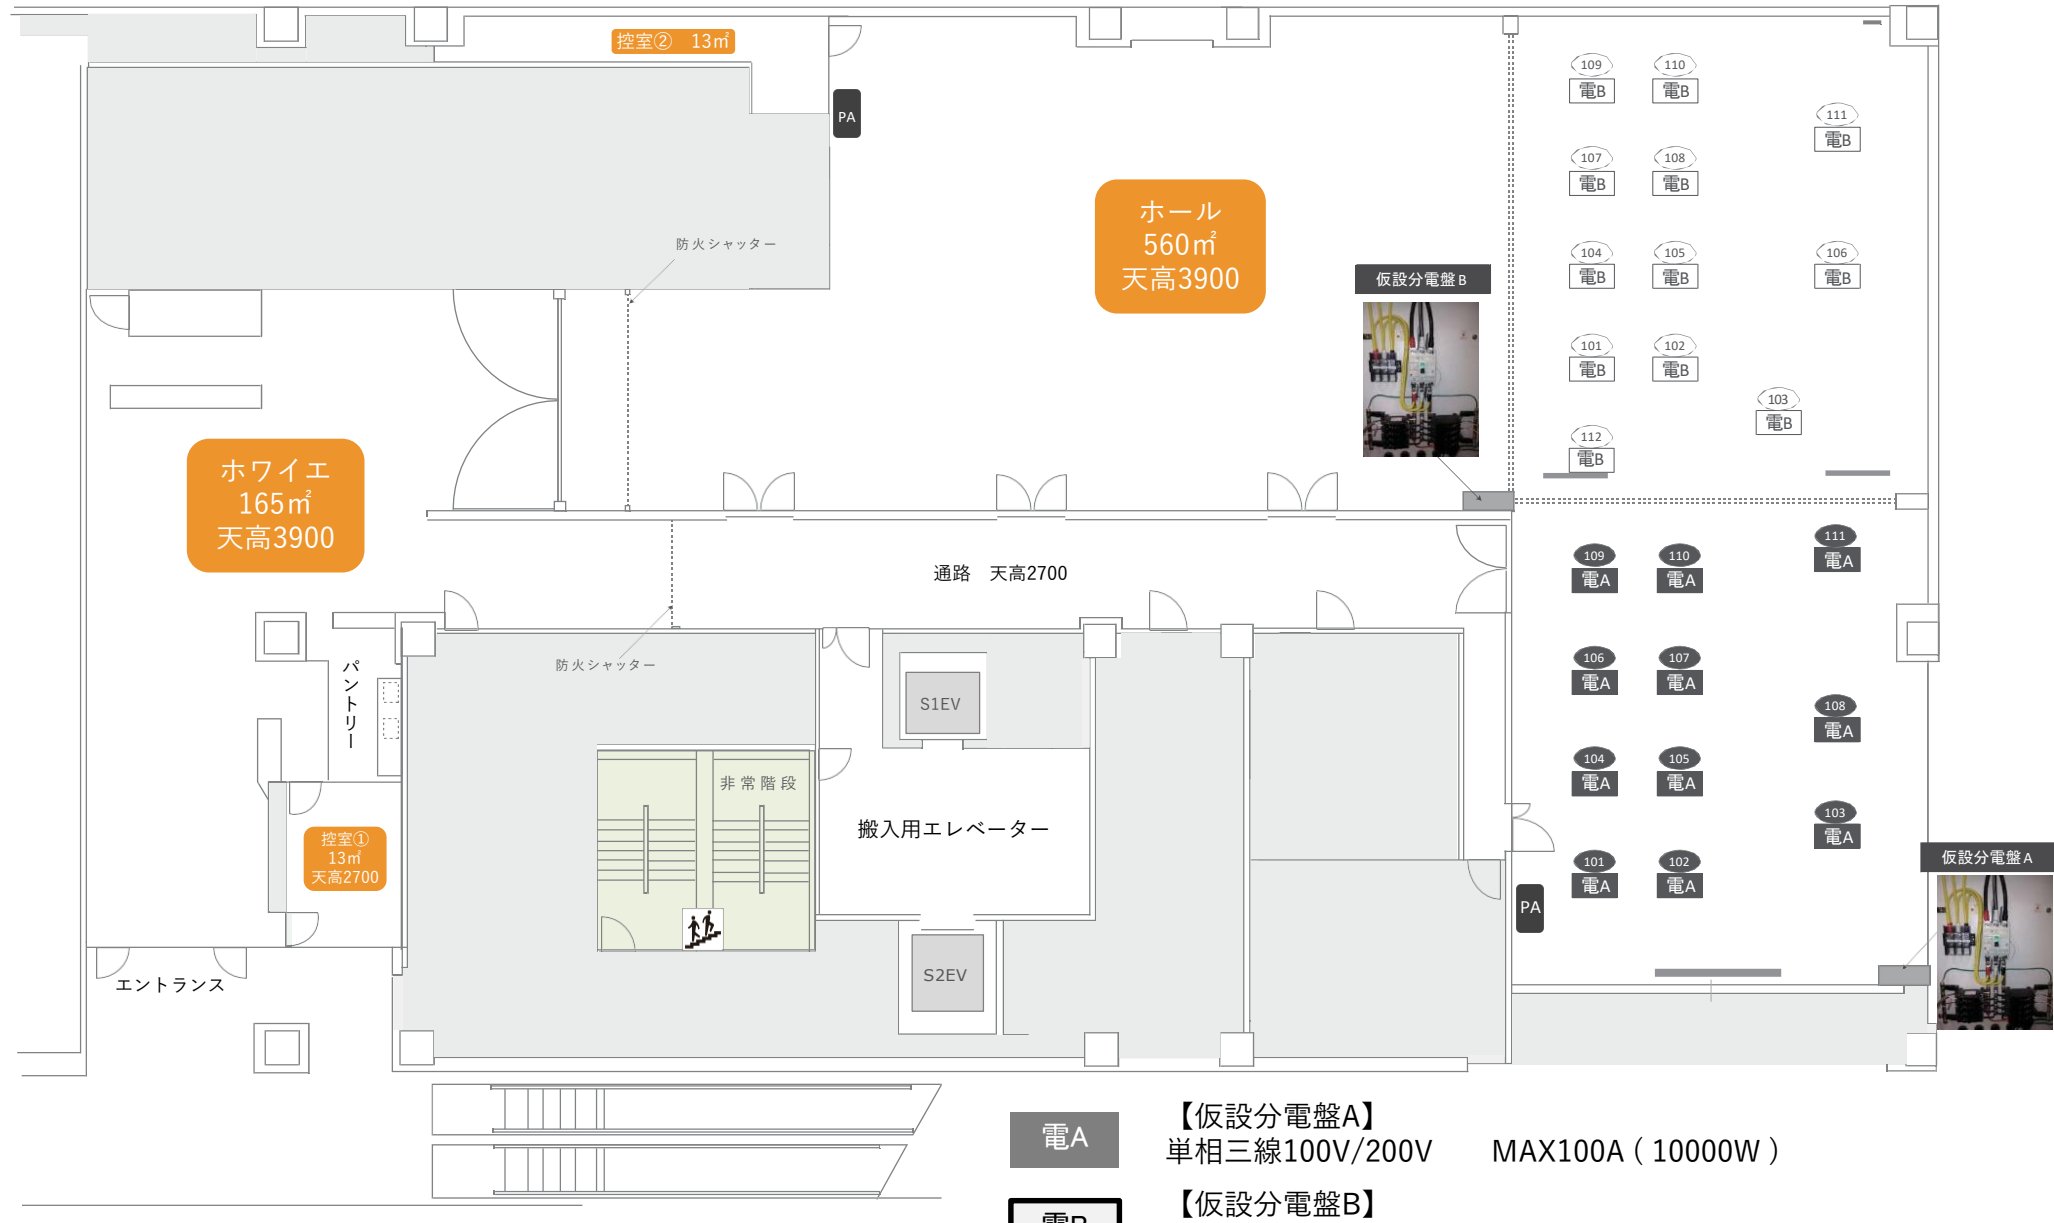 控室② 13㎡
PA
109
110
電B
電B
111
電B
107
108
電B
電B
ホール
560㎡
天高3900
防火シャッター
104
105
106
電B
電B
電B
仮設分電盤B
101
102
電B
電B
103
電B
112
電B
ホワイエ
165㎡
天高3900
通路 天高2700
109
110
111
電A
電A
電A
防火シャッター
パントリー
106
107
電A
電A
S1EV
108
電A
非常階段
104
105
電A
電A
搬入用エレベーター
103
電A
控室①
13㎡
天高2700
101
102
電A
電A
仮設分電盤A
PA
S2EV
エントランス
電A
【仮設分電盤A】
単相三線100V/200V MAX100A ( 10000W )
電B
【仮設分電盤B】